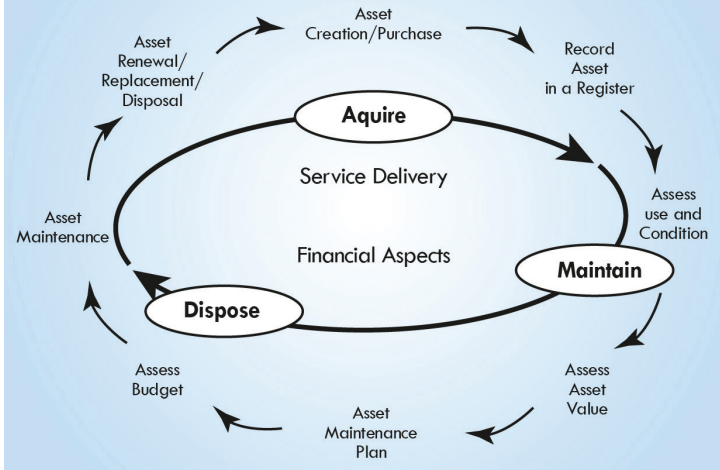 Asset
Creation/Purchase
Record
Asset
in a Register
Assess
use and
Condition
Assess
Asset
Value
Asset
Maintenance
Plan
Assess
Budget
Asset
Maintenance
Asset
Renewal/
Replacement/
Disposal
Aquire
Service Delivery
Financial Aspects
Maintain
Dispose